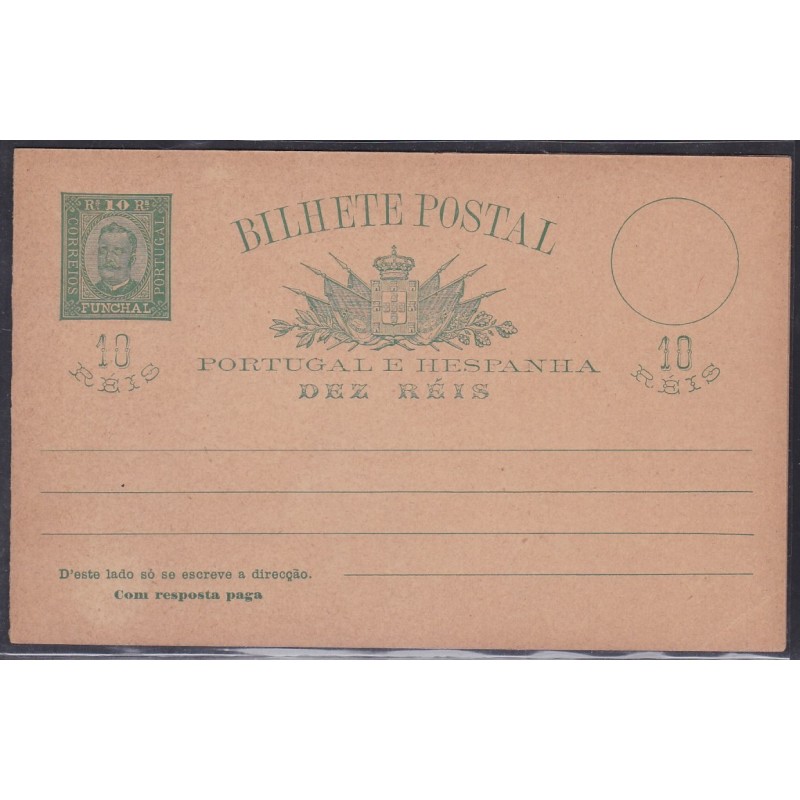 Rs 10 Rs
CORREIOS
PORTUGAL
FUNCHAL
10
RÉIS
BILHETE POSTAL
PORTUGAL E HESPANHA
DEZ RÉIS
10
RÉIS
D'este lado sò se escreve a direcção.
Com resposta paga